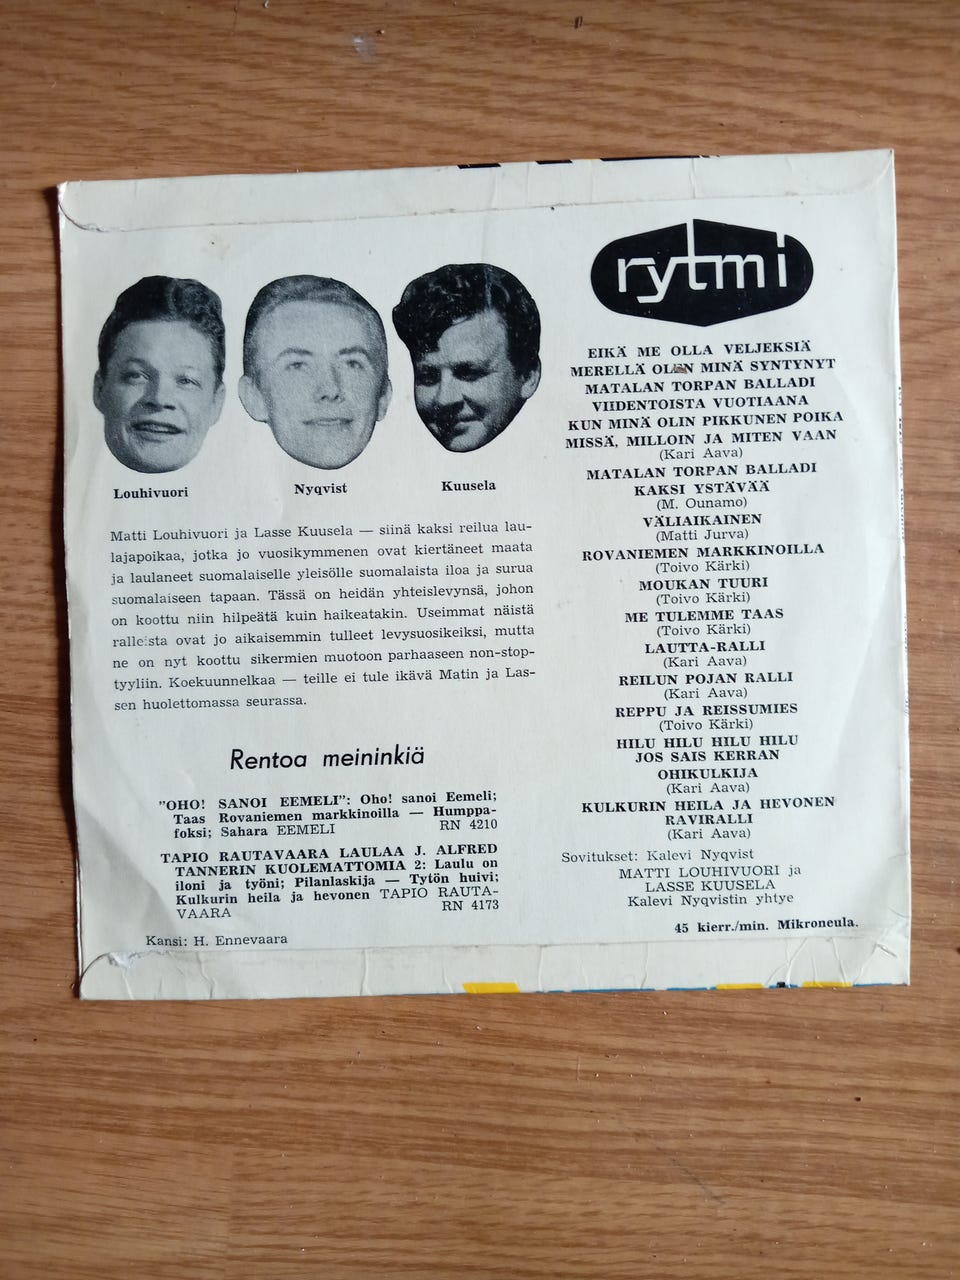 rytmi
Louhivuori
Nyqvist
Kuusela
Matti Louhivuori ja Lasse Kuusela — siinä kaksi reilua lau-
lajapoikaa, jotka jo vuosikymmenen ovat kiertäneet maata
ja laulaneet suomalaiselle yleisölle suomalaista iloa ja surua
suomalaiseen tapaan. Tässä on heidän yhteislevynsä, johon
on koottu niin hilpeätä kuin haikeatakin. Useimmat näistä
ralleista ovat jo aikaisemmin tulleet levysuosikeiksi, mutta
ne on nyt koottu sikermien muotoon parhaaseen non-stop-
tyyliin. Koekuunnelkaa — teille ei tule ikävä Matin ja Las-
sen huolettomassa seurassa.
Rentoa meininkiä
"OHO! SANOI EEMELI": Oho! sanoi Eemeli;
Taas Rovaniemen markkinoilla — Humppa-
foksi; Sahara EEMELI RN 4210
TAPIO RAUTAVAARA LAULAA J. ALFRED
TANNERIN KUOLEMATTOMIA 2: Laulu on
iloni ja työni; Pilanlaskija — Tytön huivi;
Kulkurin heila ja hevonen TAPIO RAUTA-
VAARA RN 4173
Kansi: H. Ennevaara
EIKÄ ME OLLA VELJEKSIÄ
MERELLÄ OLEN MINÄ SYNTYNYT
MATALAN TORPAN BALLADI
VIIDENTOISTA VUOTIAANA
KUN MINÄ OLIN PIKKUNEN POIKA
MISSÄ, MILLOIN JA MITEN VAAN
(Kari Aava)
MATALAN TORPAN BALLADI
KAKSI YSTÄVÄÄ
(M. Ounamo)
VÄLIAIKAINEN
(Matti Jurva)
ROVANIEMEN MARKKINOILLA
(Toivo Kärki)
MOUKAN TUURI
(Toivo Kärki)
ME TULEMME TAAS
(Toivo Kärki)
LAUTTA-RALLI
(Kari Aava)
REILUN POJAN RALLI
(Kari Aava)
REPPU JA REISSUMIES
(Toivo Kärki)
HILU HILU HILU HILU
JOS SAIS KERRAN
OHIKULKIJA
(Kari Aava)
KULKURIN HEILA JA HEVONEN
RAVIRALLI
(Kari Aava)
Sovitukset: Kalevi Nyqvist
MATTI LOUHIVUORI ja
LASSE KUUSELA
Kalevi Nyqvistin yhtye
45 kierr./min. Mikroneula.